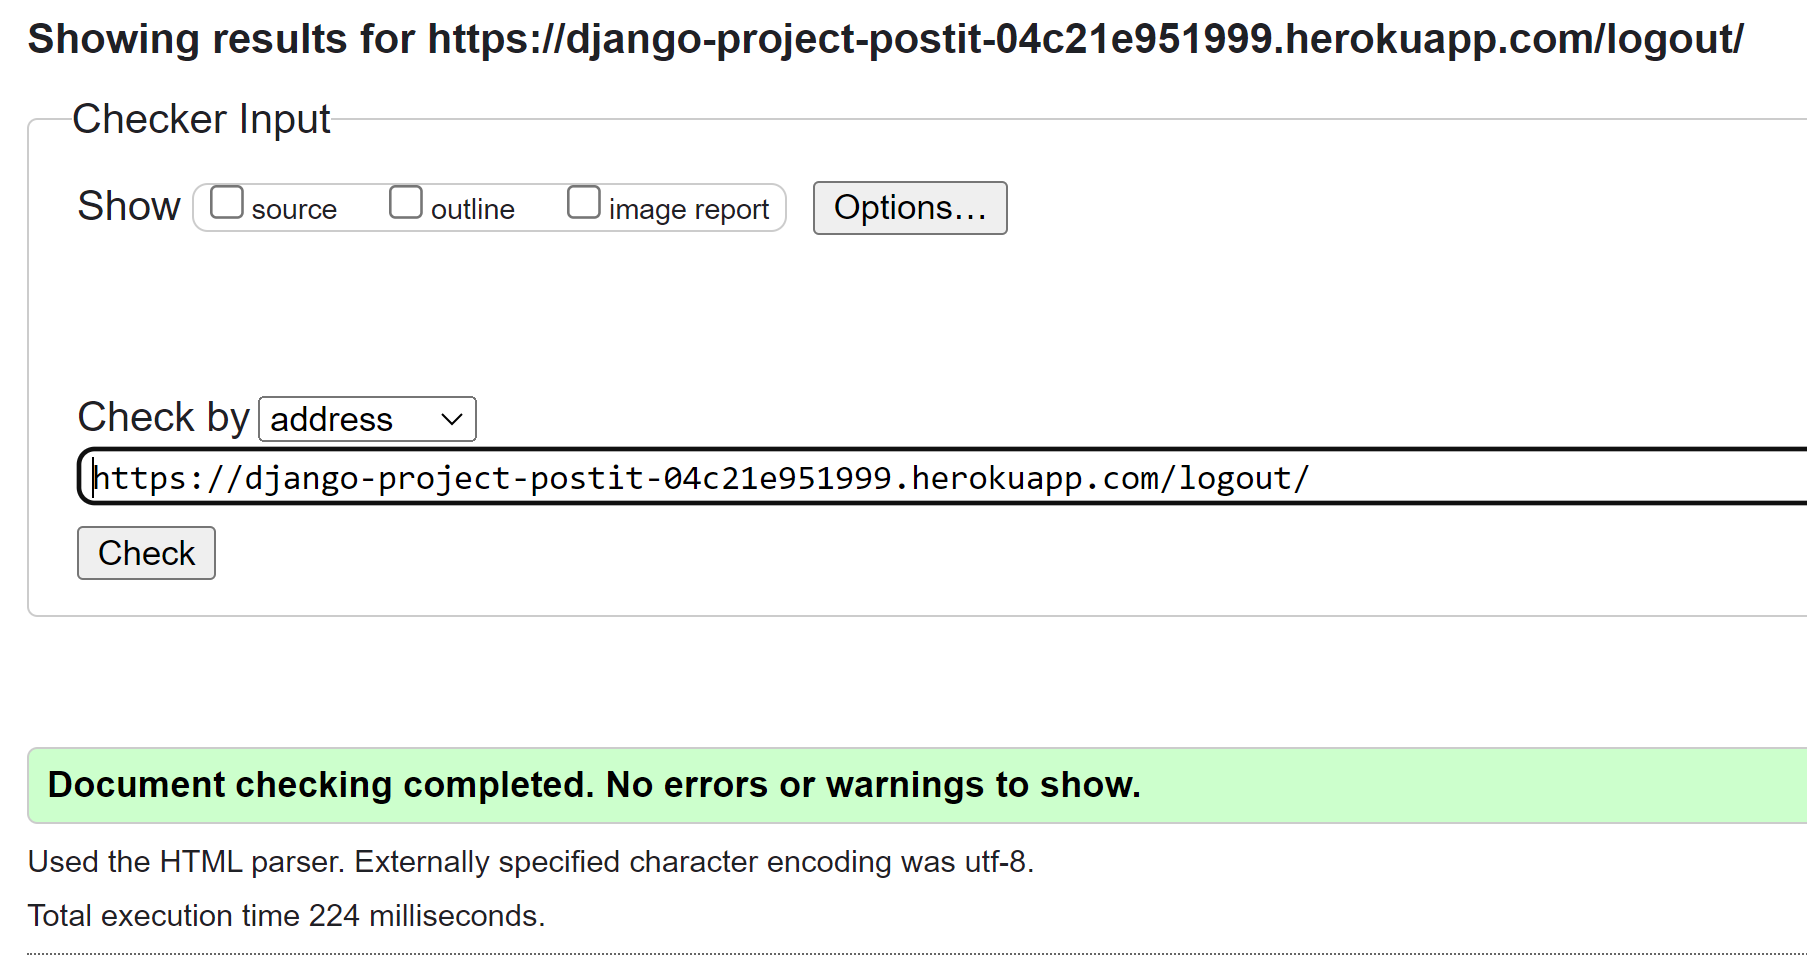 Showing results for https://django-project-postit-04c21e951999.herokuapp.com/logout/
Checker Input
Show source outline image report Options...
Check by address
https://django-project-postit-04c21e951999.herokuapp.com/logout/
Check
Document checking completed. No errors or warnings to show.
Used the HTML parser. Externally specified character encoding was utf-8.
Total execution time 224 milliseconds.